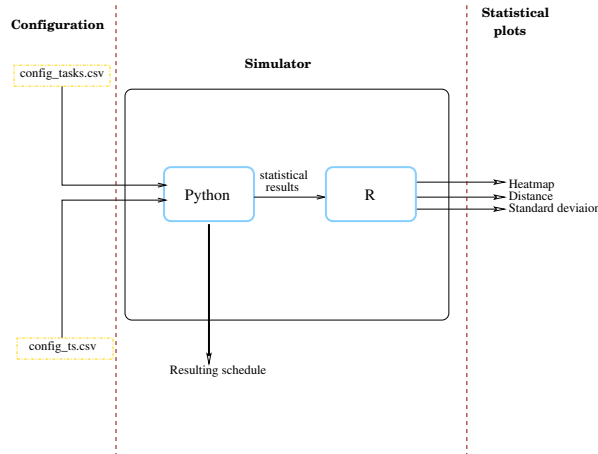 Configuration
Statistical
plots
config_tasks.csv
Simulator
Python
statistical
results
R
Heatmap
Distance
Standard deviaion
config_ts.csv
Resulting schedule